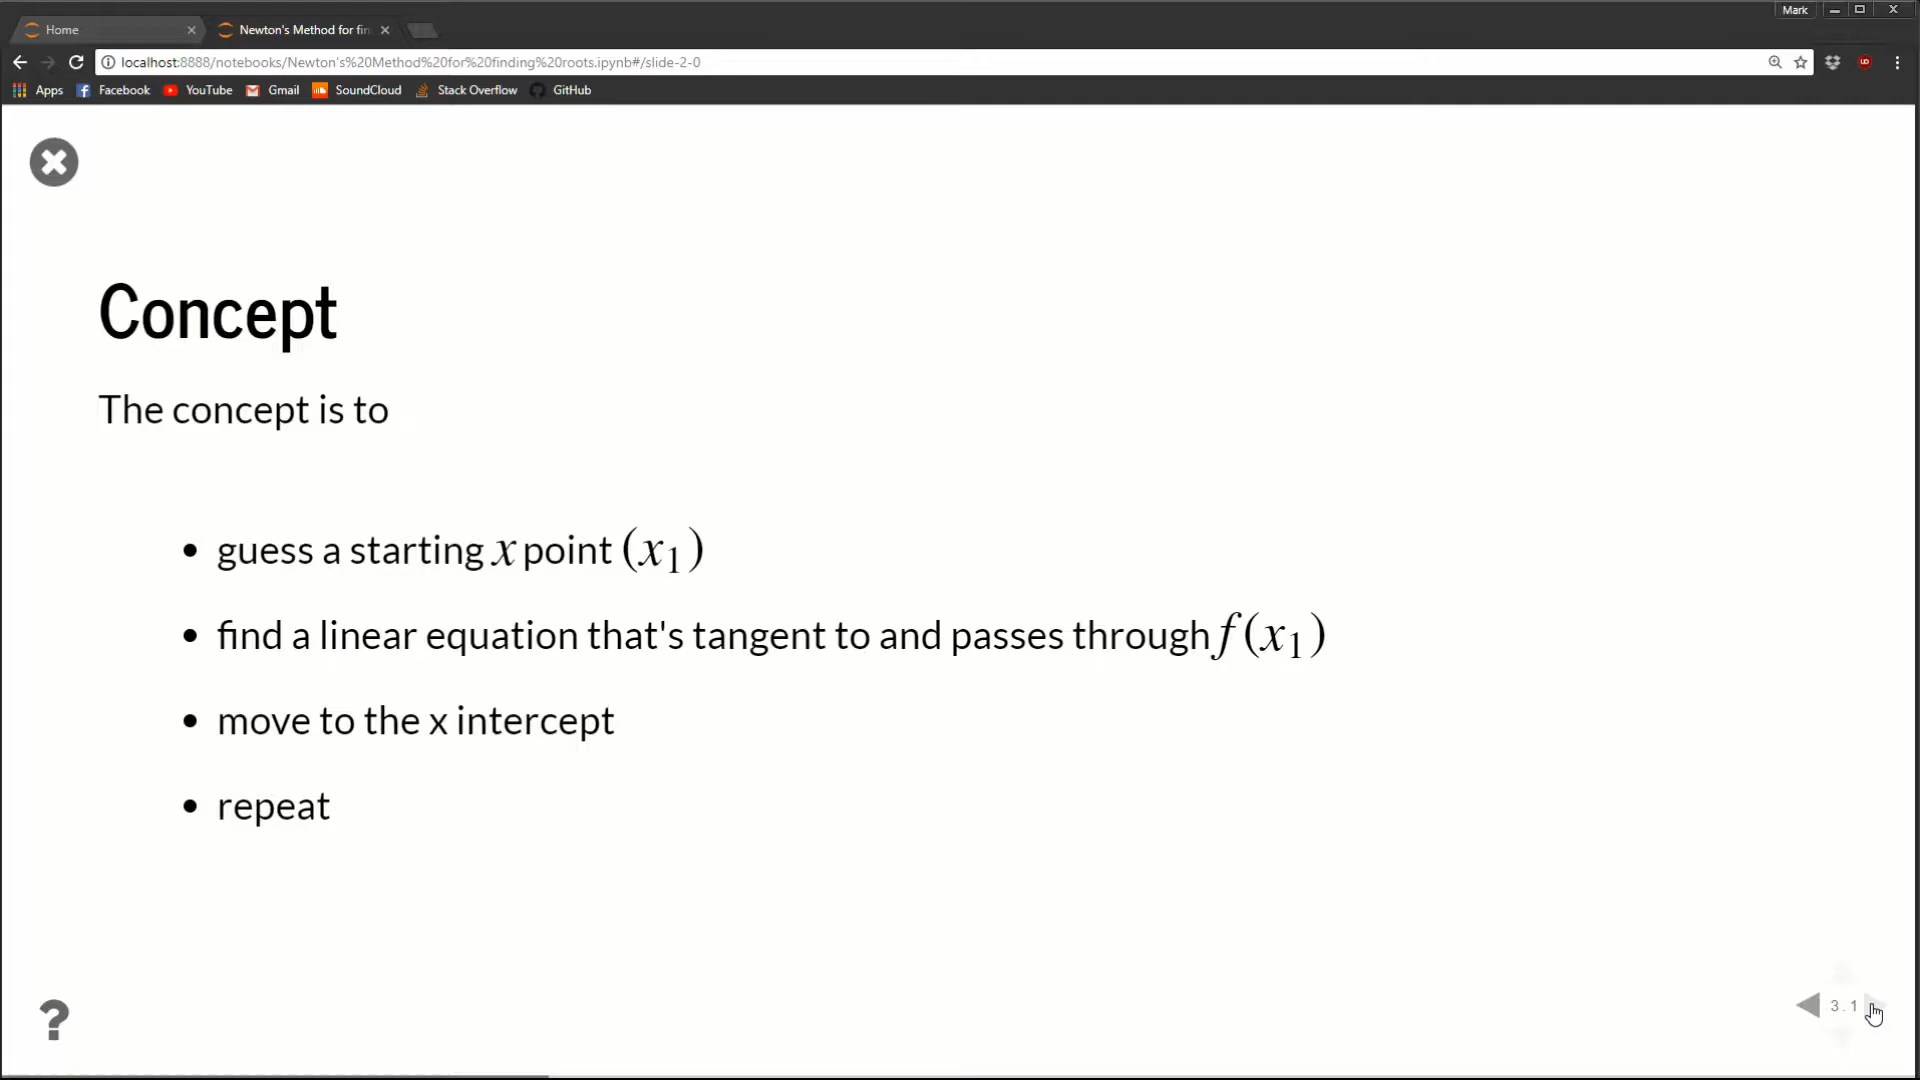 Mark
Home
Newton's Method for fin
localhost:8888/notebooks/Newton's%20Method%20for%20finding%20roots.ipynb#/slide-2-0
Apps Facebook YouTube Gmail SoundCloud Stack Overflow GitHub
Concept
The concept is to
• guess a starting x point (x₁)
• find a linear equation that's tangent to and passes through f(x₁)
• move to the x intercept
• repeat
?
3.1